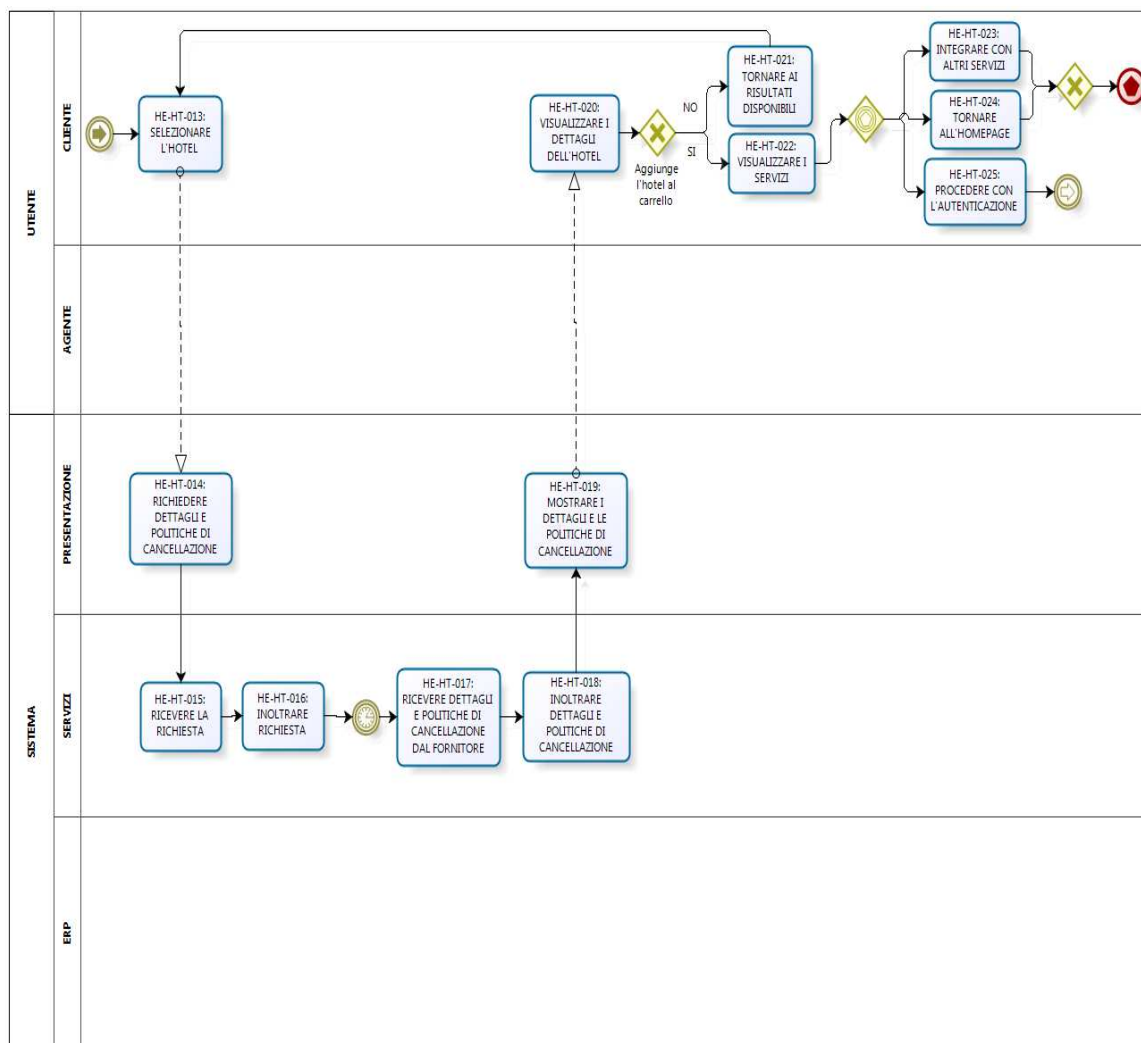 UTENTE
CLIENTE
HE-HT-013:
SELEZIONARE
L'HOTEL
HE-HT-020:
VISUALIZZARE I
DETTAGLI
DELL'HOTEL
Aggiunge
l'hotel al
carrello
NO
SI
HE-HT-021:
TORNARE AI
RISULTATI
DISPONIBILI
HE-HT-022:
VISUALIZZARE I
SERVIZI
HE-HT-023:
INTEGRARE CON
ALTRI SERVIZI
HE-HT-024:
TORNARE
ALL'HOMEPAGE
HE-HT-025:
PROCEDERE CON
L'AUTENTICAZIONE
AGENTE
SISTEMA
PRESENTAZIONE
HE-HT-014:
RICHIEDERE
DETTAGLI E
POLITICHE DI
CANCELLAZIONE
HE-HT-019:
MOSTRARE I
DETTAGLI E LE
POLITICHE DI
CANCELLAZIONE
SERVIZI
HE-HT-015:
RICEVERE LA
RICHIESTA
HE-HT-016:
INOLTRARE
RICHIESTA
HE-HT-017:
RICEVERE DETTAGLI
E POLITICHE DI
CANCELLAZIONE
DAL FORNITORE
HE-HT-018:
INOLTRARE
DETTAGLI E
POLITICHE DI
CANCELLAZIONE
ERP